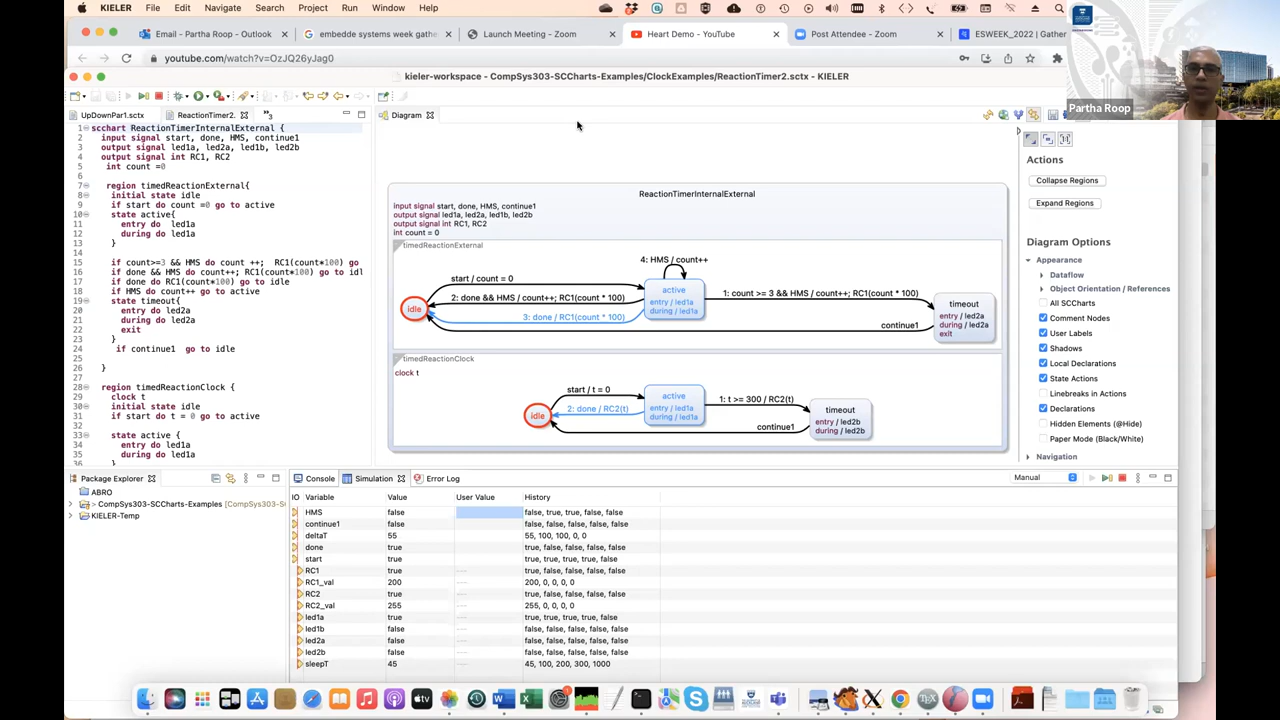 KIELER File Edit Navigate Search Project Run Window Help
Email - Partha Roop - Outlook
embedde systems week gathe
Launch Meeting - Zoom
Heart Demo - YouTube
Post Attendee - Zoom
ESWEEK_2022 | Gather
youtube.com/watch?v=OzJQ26yJag0
Partha Roop
kieler-workspace - CompSys303-SCCharts-Examples/ClockExamples/ReactionTimer2.sctx - KIELER
UpDownPar1.sctx
ReactionTimer2.
3
Diagram
1 scchart ReactionTimerInternalExternal {
2 input signal start, done, HMS, continue1
3 output signal led1a, led2a, led1b, led2b
4 output signal int RC1, RC2
5 int count =0
6
7 region timedReactionExternal{
8 initial state idle
9 if start do count =0 go to active
10 state active{
11 entry do led1a
12 during do led1a
13 }
14
15 if count>=3 && HMS do count ++; RC1(count*100) go
16 if done && HMS do count++; RC1(count*100) go to idl
17 if done do RC1(count*100) go to idle
18 if HMS do count++ go to active
19 state timeout{
20 entry do led2a
21 during do led2a
22 exit
23 }
24 if continue1 go to idle
25
26 }
27
28 region timedReactionClock {
29 clock t
30 initial state idle
31 if start do t = 0 go to active
32
33 state active {
34 entry do led1a
35 during do led1a
36 }
ReactionTimerInternalExternal
input signal start, done, HMS, continue1
output signal led1a, led2a, led1b, led2b
output signal int RC1, RC2
int count = 0
timedReactionExternal
4: HMS / count++
start / count = 0
active
entry / led1a
during / led1a
2: done && HMS / count++; RC1(count * 100)
1: count >= 3 && HMS / count++; RC1(count * 100)
idle
3: done / RC1(count * 100)
timeout
entry / led2a
during / led2a
exit
continue1
timedReactionClock
clock t
start / t = 0
active
entry / led1a
during / led1a
1: t >= 300 / RC2(t)
idle
2: done / RC2(t)
timeout
entry / led2b
during / led2b
continue1
Actions
Collapse Regions
Expand Regions
Diagram Options
Appearance
Dataflow
Object Orientation / References
All SCCharts
Comment Nodes
User Labels
Shadows
Local Declarations
State Actions
Linebreaks in Actions
Declarations
Hidden Elements (@Hide)
Paper Mode (Black/White)
Navigation
Package Explorer
ABRO
> CompSys303-SCCharts-Examples [CompSys303-S
KIELER-Temp
Console
Simulation
Error Log
Manual
IO Variable Value User Value History
HMS false false, true, true, false, false
continue1 false false, false, false, false, false
deltaT 55 55, 100, 100, 0, 0
done true true, false, false, false, false
start true true, true, true, true, false
RC1 true true, false, false, false, false
RC1_val 200 200, 0, 0, 0, 0
RC2 true true, false, false, false, false
RC2_val 255 255, 0, 0, 0, 0
led1a true true, true, true, true, false
led1b false false, false, false, false, false
led2a false false, false, false, false, false
led2b false false, false, false, false, false
sleepT 45 45, 100, 200, 300, 1000